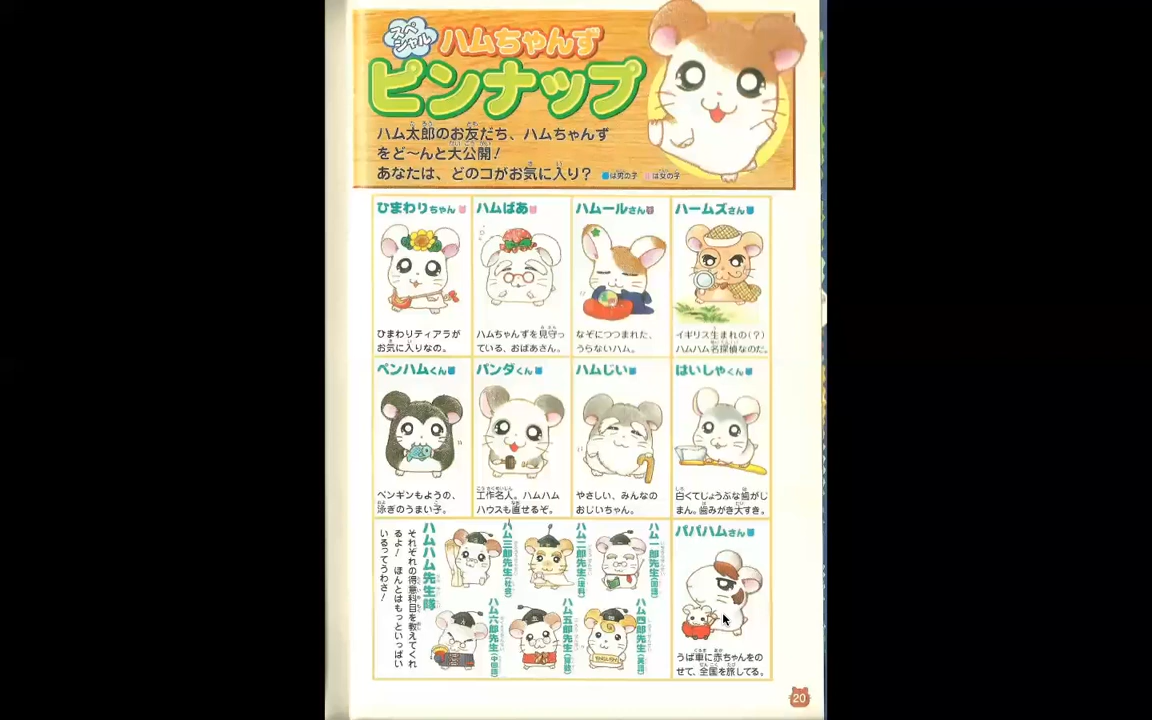 スペシャル
ハムちゃんず
ピンナップ
ハム太郎のお友だち、ハムちゃんず
をど〜んと大公開!
あなたは、どのコがお気に入り? は男の子 は女の子
ひまわりちゃん
ひまわりティアラが
お気に入りなの。
ハムばあ
ハムちゃんずを見守っ
ている、おばあさん。
ハムールさん
なぞにつつまれた、
うらないハム。
ハームズさん
イギリス生まれの(?)
ハムハム名探偵なのだ。
ペンハムくん
ペンギンもようの、
泳ぎのうまい子。
パンダくん
工作名人。ハムハム
ハウスも直せるぞ。
ハムじい
やさしい、みんなの
おじいちゃん。
はいしゃくん
白くてじょうぶな歯がじ
まん。歯みがき大すき。
ハム一郎先生(国語)
ハム二郎先生(理科)
ハム三郎先生(社会)
ハム四郎先生(英語)
ハム五郎先生(算数)
ハム六郎先生(中国語)
ハムハム先生隊
それぞれの得意科目を教えてくれ
るよ! ほんとはもっといっぱい
いるってうわさ!
パパハムさん
うば車に赤ちゃんをの
せて、全国を旅してる。
20